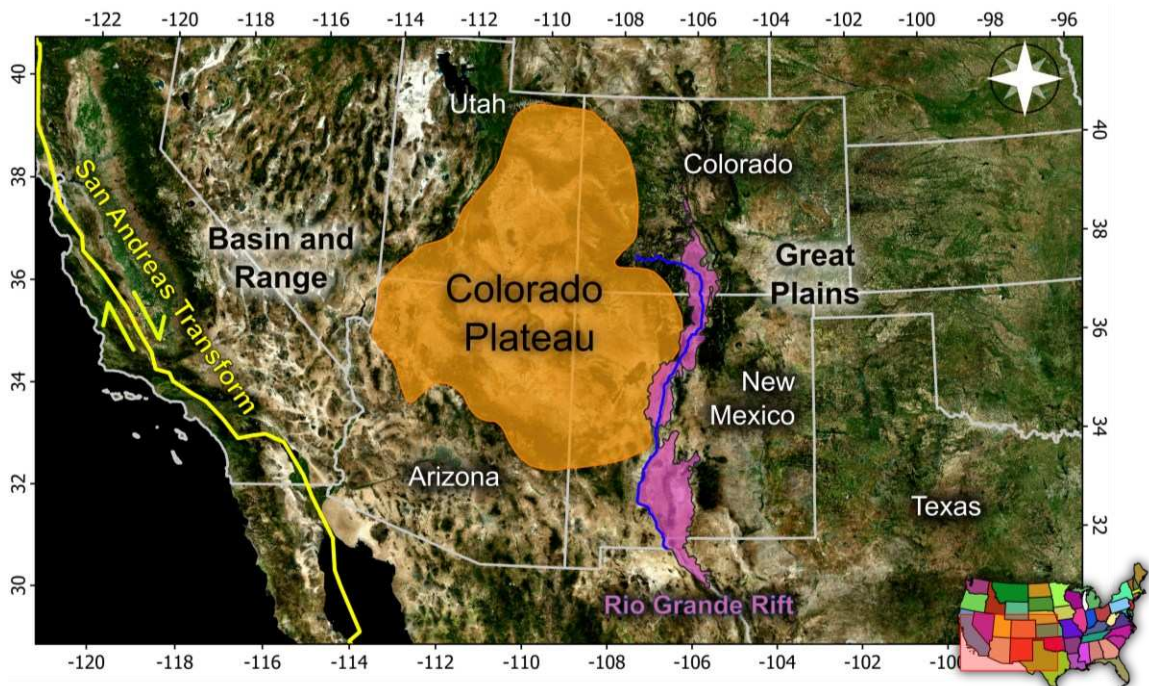 -122 -120 -118 -116 -114 -112 -110 -108 -106 -104 -102 -100 -98 -96
40
38
36
34
32
30
40
38
36
34
32
Utah
Colorado
San Andreas Transform
Basin and
Range
Great
Plains
Colorado
Plateau
New
Mexico
Arizona
Texas
Rio Grande Rift
-120 -118 -116 -114 -112 -110 -108 -106 -104 -102 -100